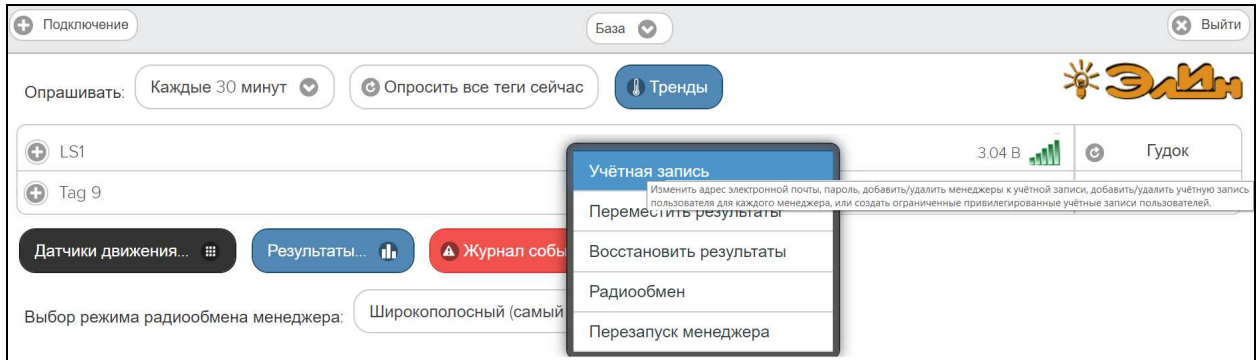 Подключение
База
Выйти
Опрашивать:
Каждые 30 минут
Опросить все теги сейчас
Тренды
ЭлИн
LS1
3.04 В
Гудок
Tag 9
Учётная запись
Изменить адрес электронной почты, пароль, добавить/удалить менеджеры к учётной записи, добавить/удалить учётную запись
пользователя для каждого менеджера, или создать ограниченные привилегированные учётные записи пользователей.
Переместить результаты
Датчики движения...
Результаты...
Журнал собы
Восстановить результаты
Радиообмен
Выбор режима радиообмена менеджера:
Широкополосный (самый
Перезапуск менеджера